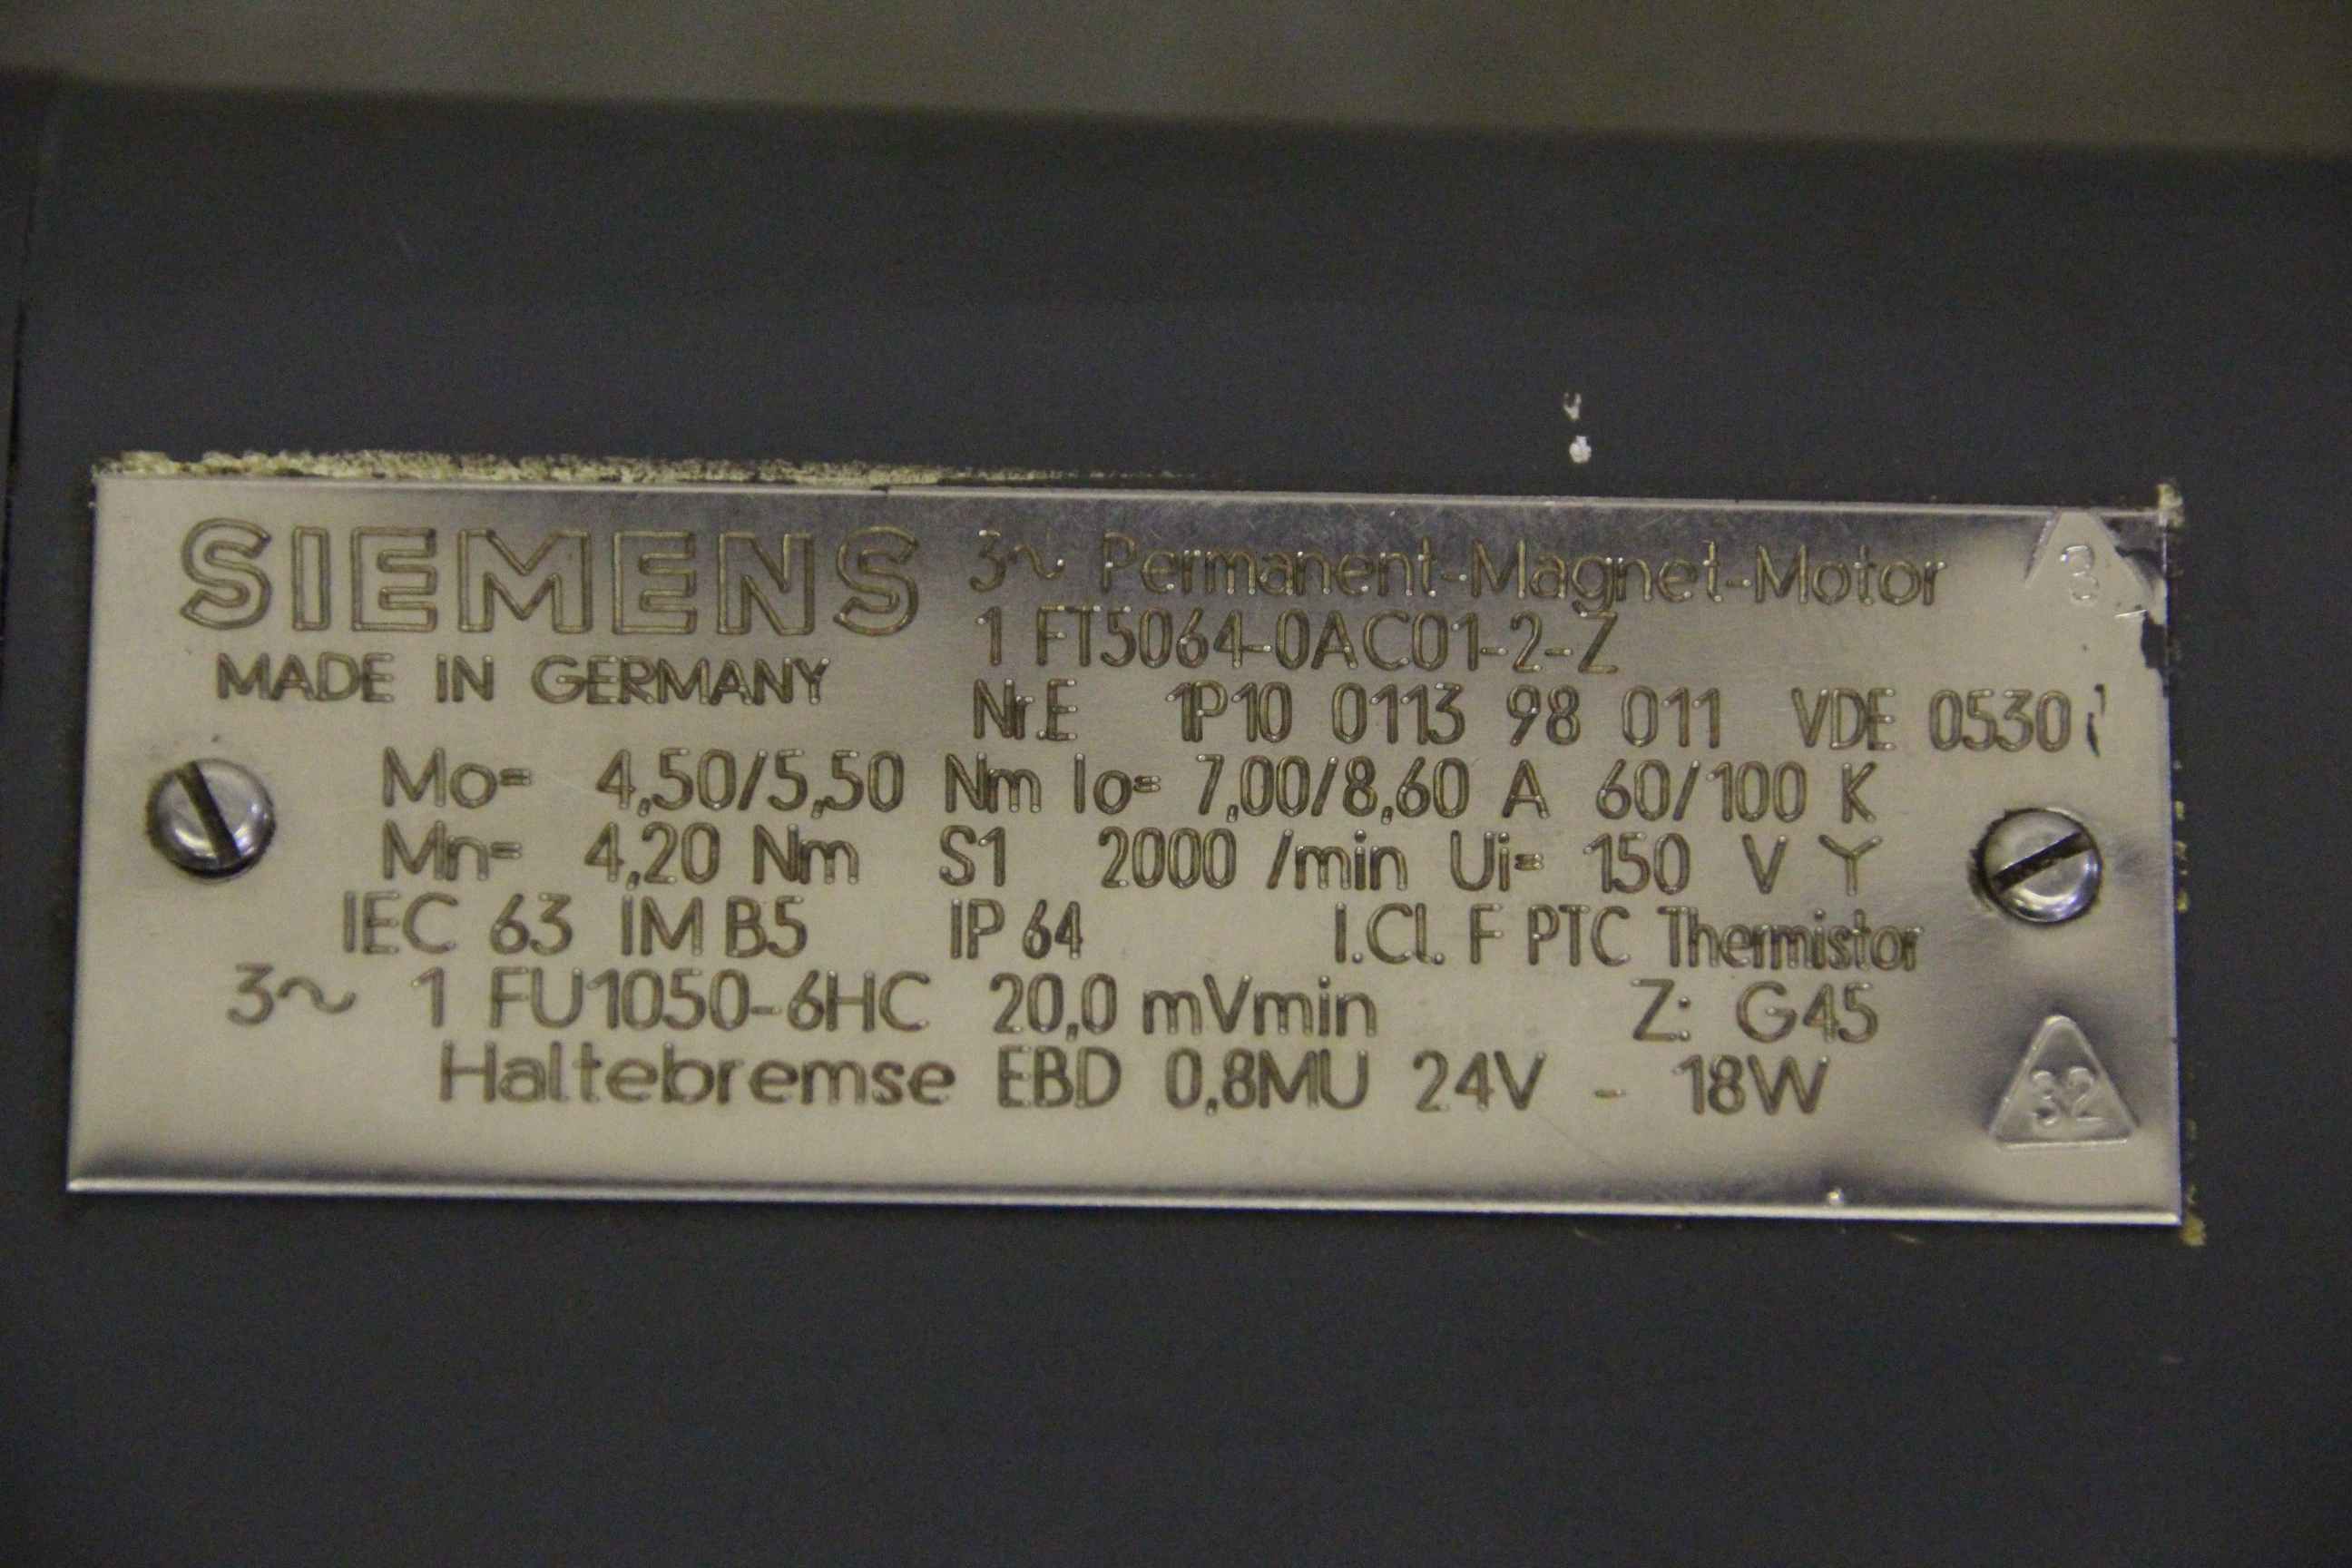 SIEMENS 3~ Permanent-Magnet-Motor 3
MADE IN GERMANY 1 FT5064-0AC01-2-Z
Nr.E 1P10 0113 98 011 VDE 0530
Mo= 4,50/5,50 Nm Io= 7,00/8,60 A 60/100 K
Mn= 4,20 Nm S1 2000 /min Ui= 150 V Y
IEC 63 IM B5 IP 64 I.Cl. F PTC Thermistor
3~ 1 FU1050-6HC 20,0 mVmin Z: G45
Haltebremse EBD 0,8MU 24V - 18W
32